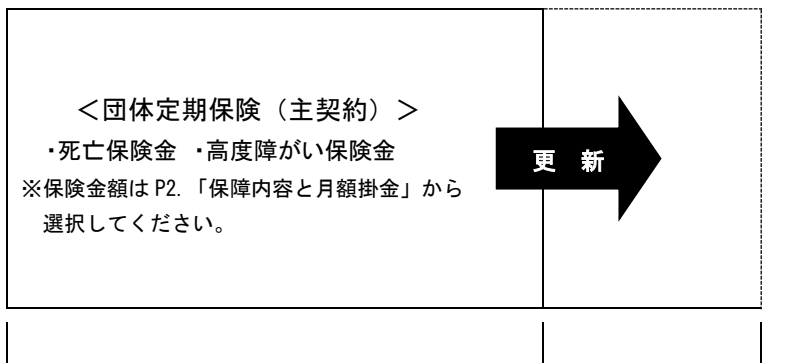 ＜団体定期保険（主契約）＞
・死亡保険金 ・高度障がい保険金
※保険金額は P2.「保障内容と月額掛金」から
選択してください。
更 新